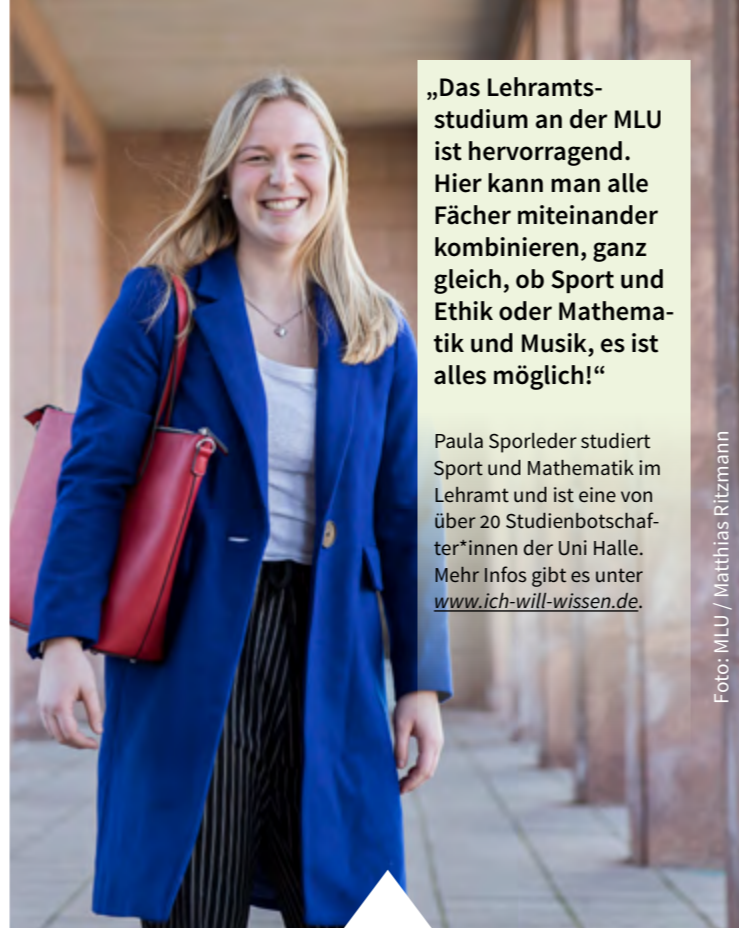 „Das Lehramts-
studium an der MLU
ist hervorragend.
Hier kann man alle
Fächer miteinander
kombinieren, ganz
gleich, ob Sport und
Ethik oder Mathema-
tik und Musik, es ist
alles möglich!“
Paula Sporleder studiert
Sport und Mathematik im
Lehramt und ist eine von
über 20 Studienbotschaf-
ter*innen der Uni Halle.
Mehr Infos gibt es unter
www.ich-will-wissen.de.
Foto: MLU / Matthias Ritzmann